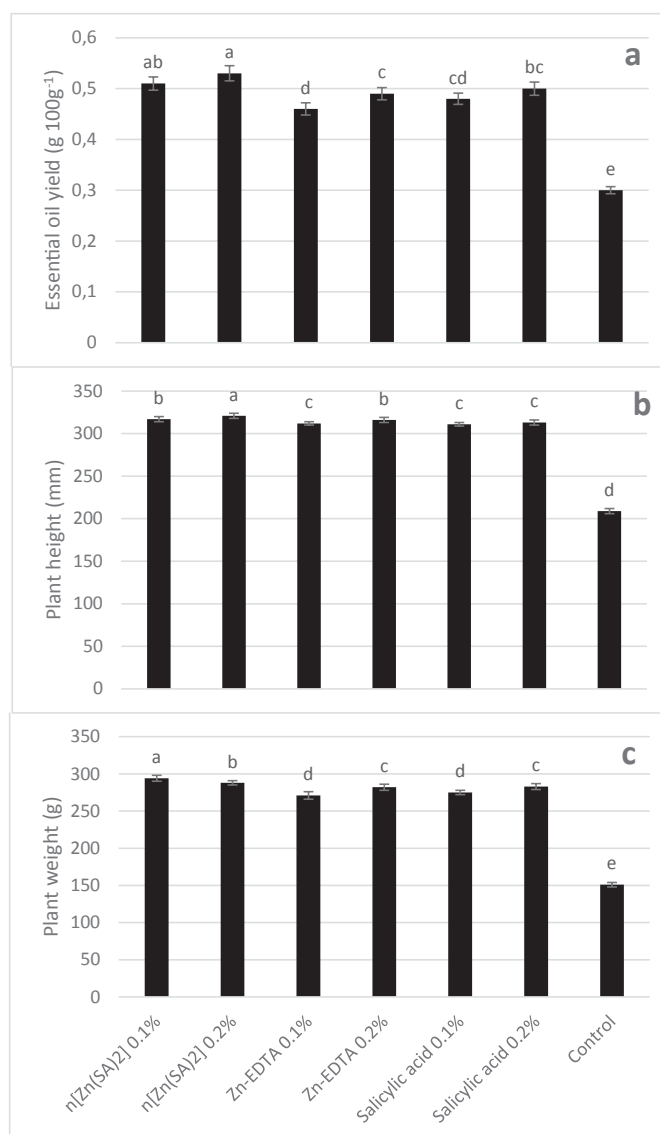 0,6
0,5
0,4
0,3
0,2
0,1
0
Essential oil yield (g 100g⁻¹)
ab a d c cd bc e
a
350
300
250
200
150
100
50
0
Plant height (mm)
b a c b c c d
b
350
300
250
200
150
100
50
0
Plant weight (g)
a b d c d c e
c
n[Zn(SA)2] 0.1%
n[Zn(SA)2] 0.2%
Zn-EDTA 0.1%
Zn-EDTA 0.2%
Salicylic acid 0.1%
Salicylic acid 0.2%
Control